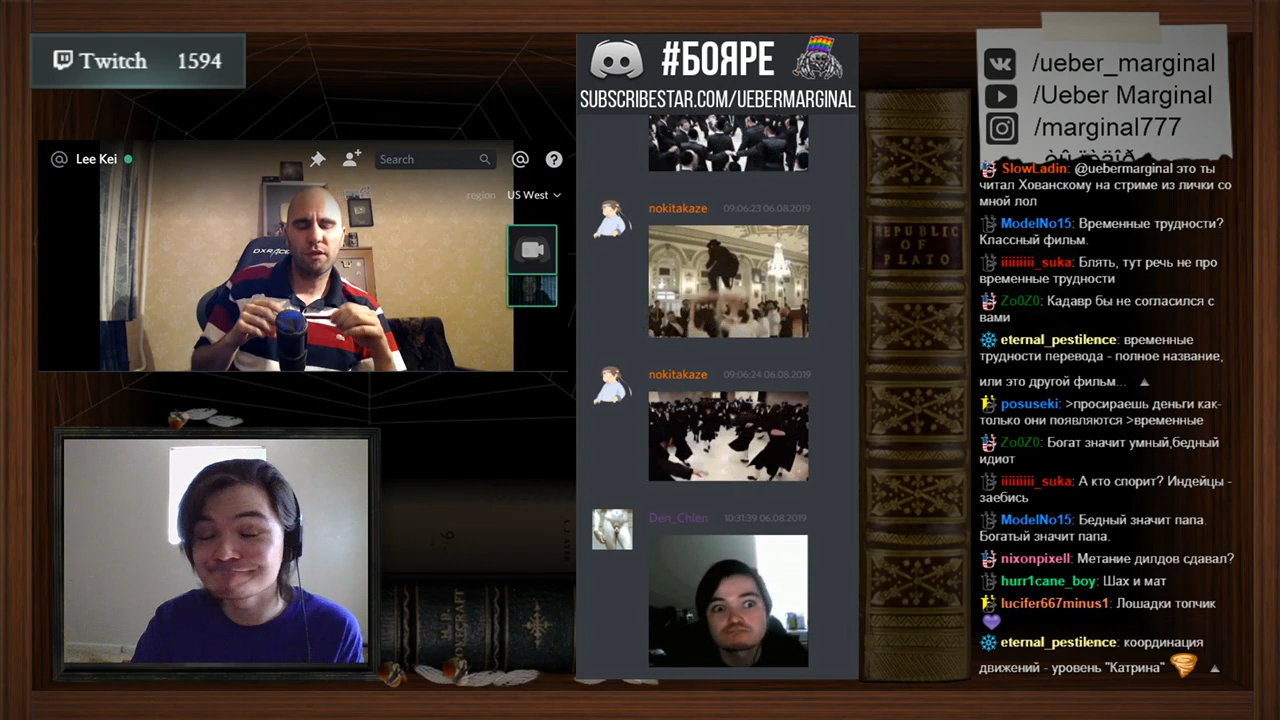 Twitch 1594
Lee Kei
Search
region US West
DXRACER
#БОЯРЕ
SUBSCRIBESTAR.COM/UEBERMARGINAL
nokitakaze 09:06:23 06.08.2019
nokitakaze 09:06:24 06.08.2019
Den_Chlen 10:31:39 06.08.2019
REPUBLIC
OF
PLATO
/ueber_marginal
/Ueber Marginal
/marginal777
SlowLadin: @uebermarginal это ты
читал Хованскому на стриме из лички со
мной лол
ModelNo15: Временные трудности?
Классный фильм.
iiiiiiiii_suka: Блять, тут речь не про
временные трудности
Zo0Z0: Кадавр бы не согласился с
вами
eternal_pestilence: временные
трудности перевода - полное название,
или это другой фильм...
posuseki: >просираешь деньги как-
только они появляются >временные
Zo0Z0: Богат значит умный,бедный
идиот
iiiiiiiii_suka: А кто спорит? Индейцы -
заебись
ModelNo15: Бедный значит папа.
Богатый значит папа.
nixonpixell: Метание дилдов сдавал?
hurr1cane_boy: Шах и мат
lucifer667minus1: Лошадки топчик
eternal_pestilence: координация
движений - уровень "Катрина"